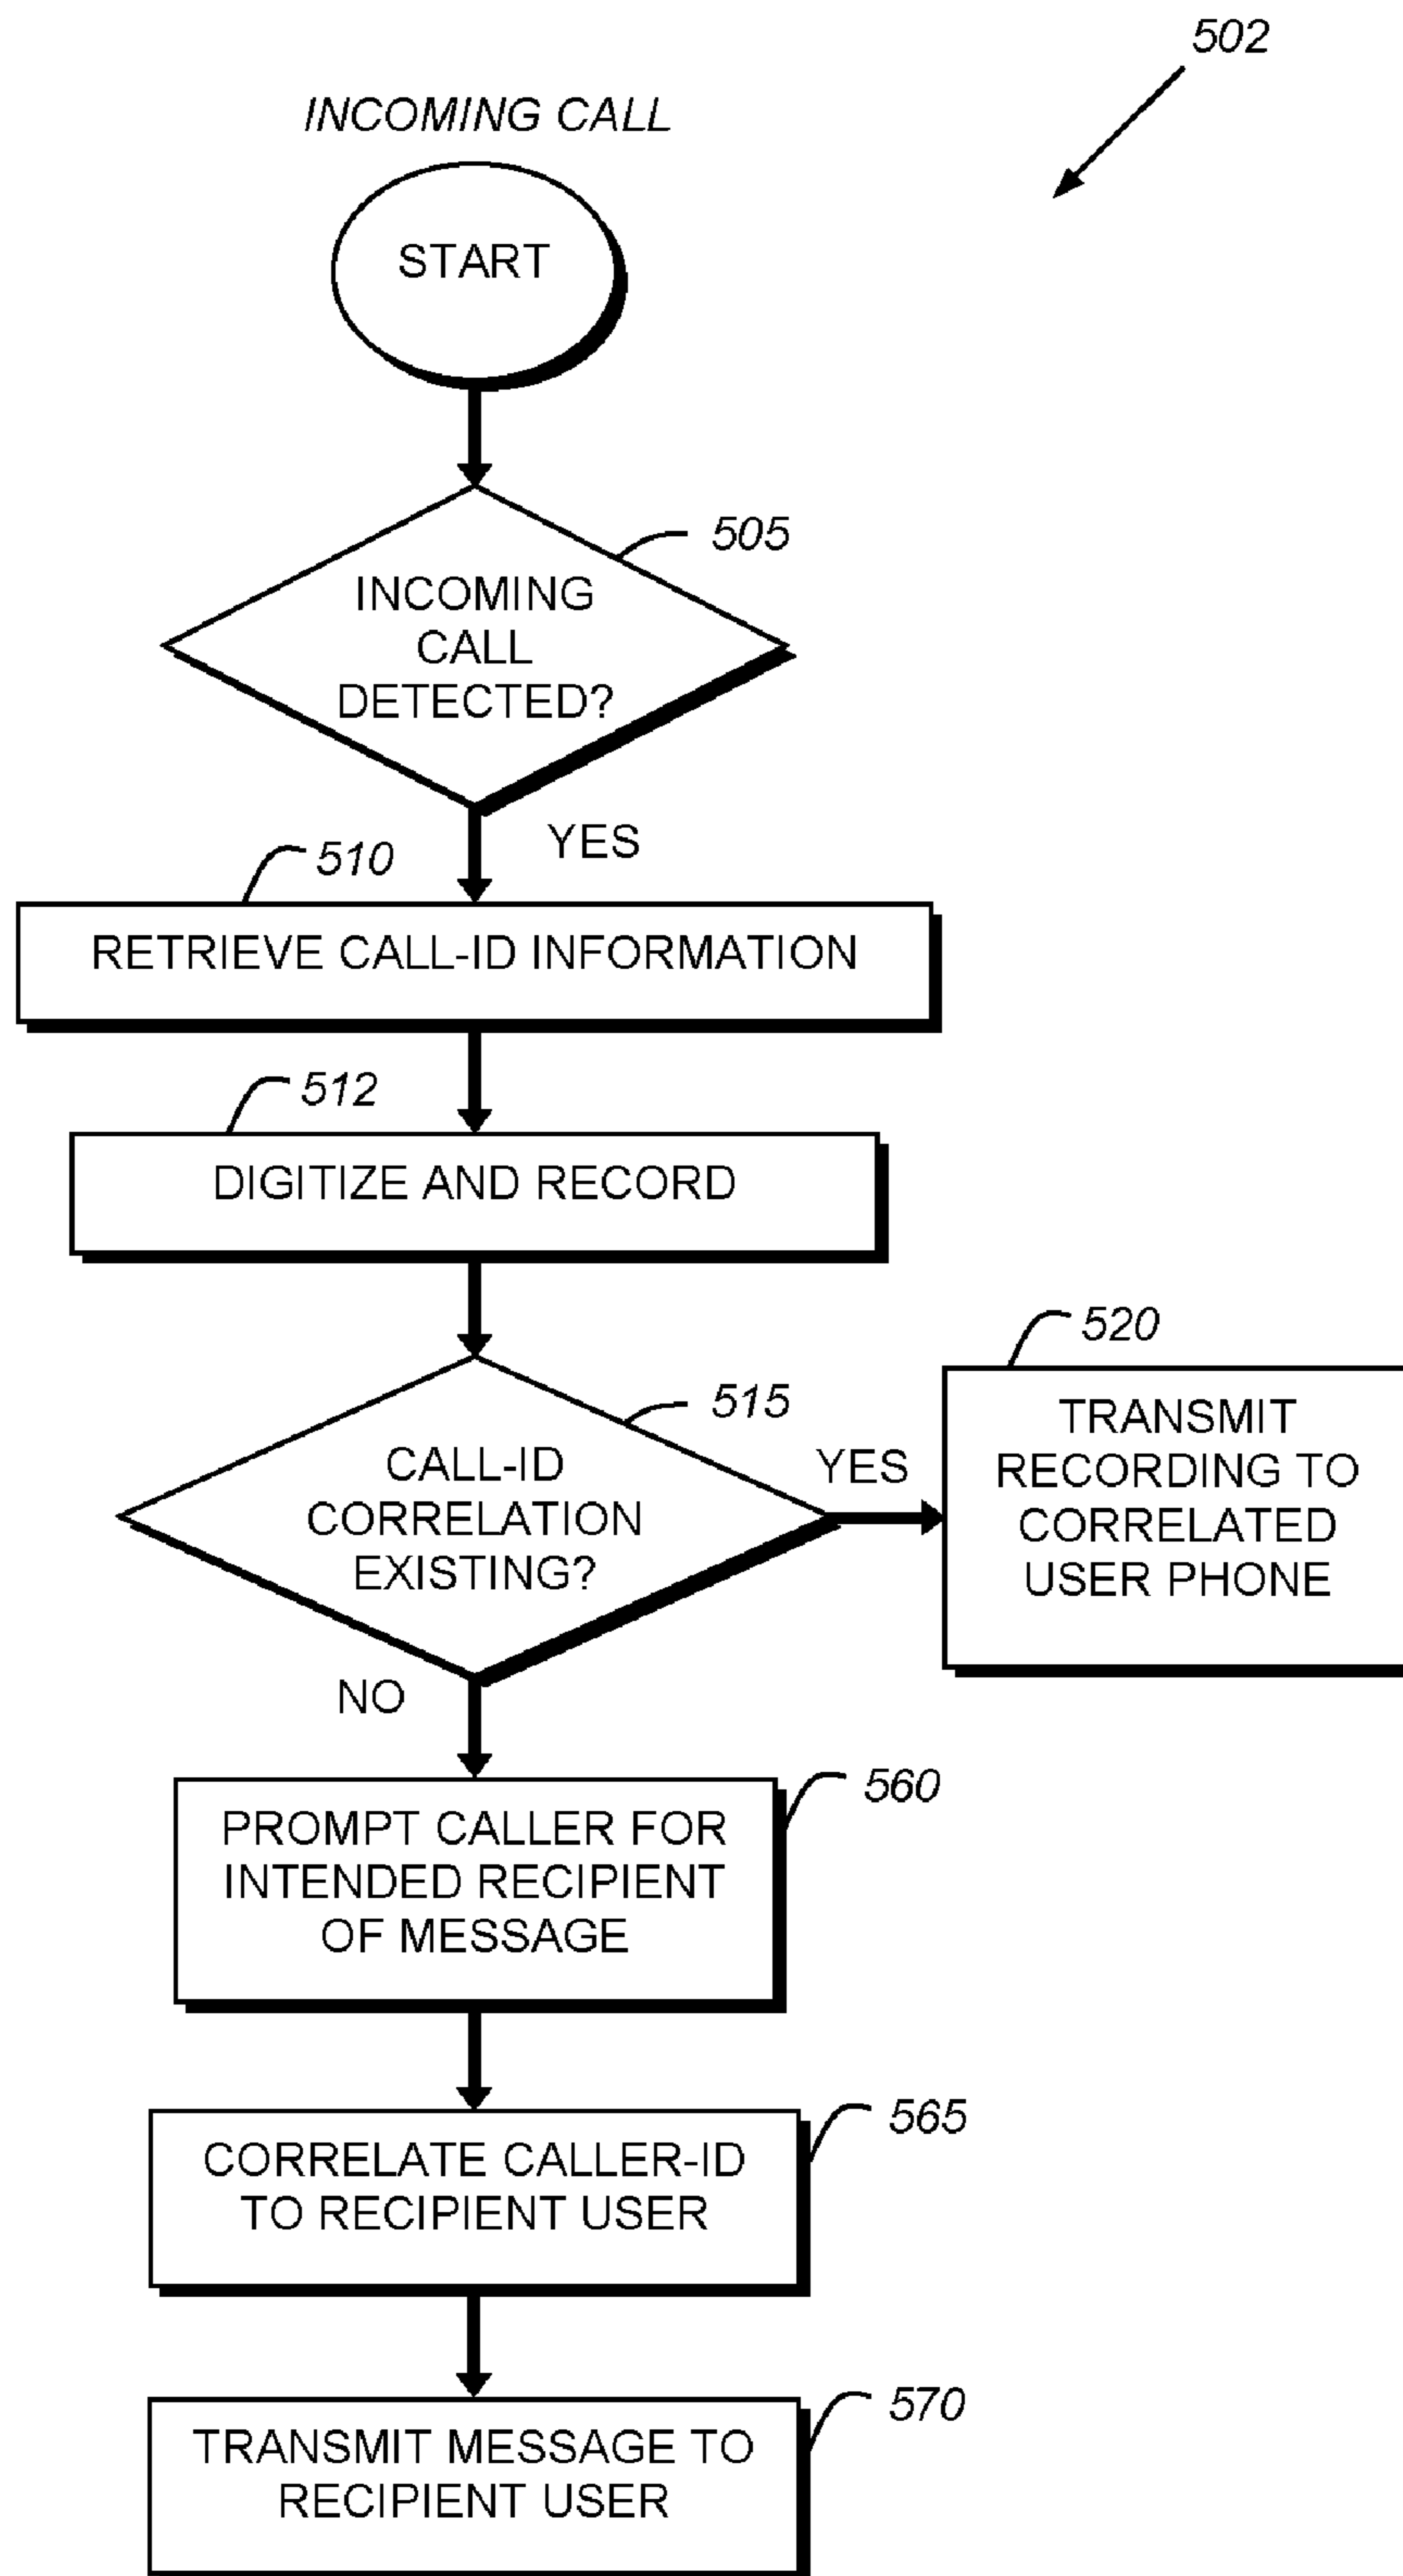 502
INCOMING CALL
START
505
INCOMING
CALL
DETECTED?
YES
510
RETRIEVE CALL-ID INFORMATION
512
DIGITIZE AND RECORD
515
CALL-ID
CORRELATION
EXISTING?
YES
520
TRANSMIT
RECORDING TO
CORRELATED
USER PHONE
NO
560
PROMPT CALLER FOR
INTENDED RECIPIENT
OF MESSAGE
565
CORRELATE CALLER-ID
TO RECIPIENT USER
570
TRANSMIT MESSAGE TO
RECIPIENT USER